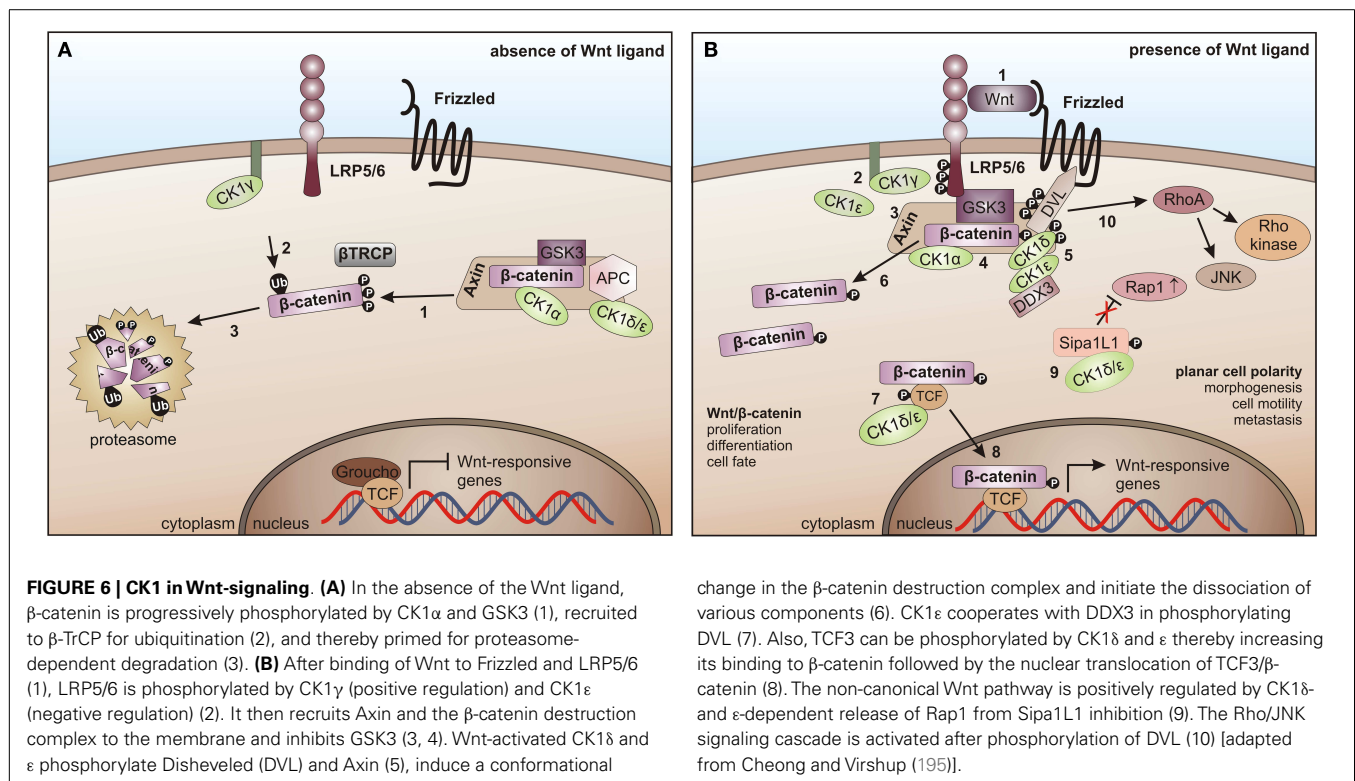 A
absence of Wnt ligand
Frizzled
LRP5/6
CK1γ
2
βTRCP
Ub
β-catenin
P
P
P
1
3
GSK3
β-catenin
Axin
APC
CK1α
CK1δ/ε
Ub
P
P
P
P
β-c
ateni
n
Ub
Ub
proteasome
Groucho
TCF
Wnt-responsive
genes
cytoplasm
nucleus
B
presence of Wnt ligand
1
Wnt
Frizzled
LRP5/6
P
P
P
2
CK1γ
CK1ε
3
GSK3
Axin
β-catenin
P
CK1α
4
P
P
P
DVL
P
P
CK1δ
CK1ε
5
DDX3
10
RhoA
Rho
kinase
JNK
Rap1 ↑
6
β-catenin
P
β-catenin
P
Sipa1L1
P
9
CK1δ/ε
β-catenin
P
7
P
TCF
CK1δ/ε
planar cell polarity
morphogenesis
cell motility
metastasis
Wnt/β-catenin
proliferation
differentiation
cell fate
8
β-catenin
P
TCF
Wnt-responsive
genes
cytoplasm
nucleus
FIGURE 6 | CK1 in Wnt-signaling. (A) In the absence of the Wnt ligand,
β-catenin is progressively phosphorylated by CK1α and GSK3 (1), recruited
to β-TrCP for ubiquitination (2), and thereby primed for proteasome-
dependent degradation (3). (B) After binding of Wnt to Frizzled and LRP5/6
(1), LRP5/6 is phosphorylated by CK1γ (positive regulation) and CK1ε
(negative regulation) (2). It then recruits Axin and the β-catenin destruction
complex to the membrane and inhibits GSK3 (3, 4). Wnt-activated CK1δ and
ε phosphorylate Disheveled (DVL) and Axin (5), induce a conformational
change in the β-catenin destruction complex and initiate the dissociation of
various components (6). CK1ε cooperates with DDX3 in phosphorylating
DVL (7). Also, TCF3 can be phosphorylated by CK1δ and ε thereby increasing
its binding to β-catenin followed by the nuclear translocation of TCF3/β-
catenin (8). The non-canonical Wnt pathway is positively regulated by CK1δ-
and ε-dependent release of Rap1 from Sipa1L1 inhibition (9). The Rho/JNK
signaling cascade is activated after phosphorylation of DVL (10) [adapted
from Cheong and Virshup (195)].